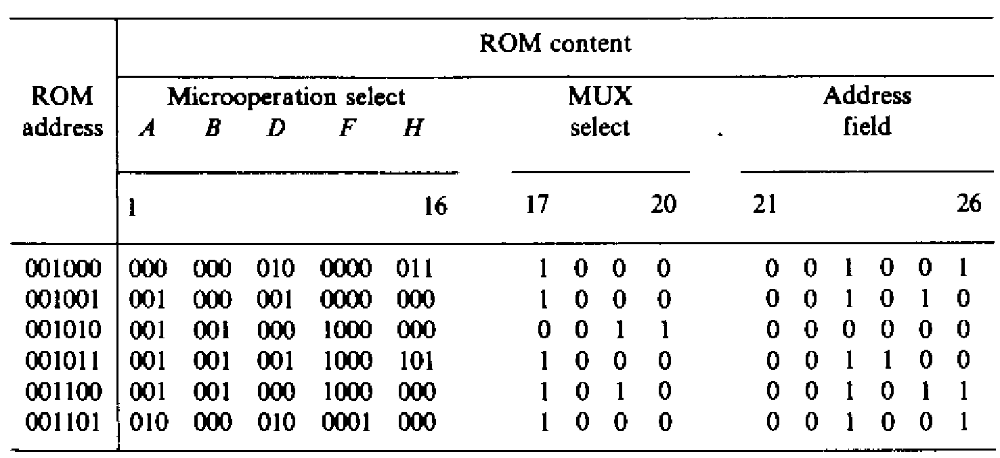 ROM content
ROM Microoperation select MUX Address
address A B D F H select . field
1 16 17 20 21 26
001000 000 000 010 0000 011 1 0 0 0 0 0 1 0 0 1
001001 001 000 001 0000 000 1 0 0 0 0 0 1 0 1 0
001010 001 001 000 1000 000 0 0 1 1 0 0 0 0 0 0
001011 001 001 001 1000 101 1 0 0 0 0 0 1 1 0 0
001100 001 001 000 1000 000 1 0 1 0 0 0 1 0 1 1
001101 010 000 010 0001 000 1 0 0 0 0 0 1 0 0 1